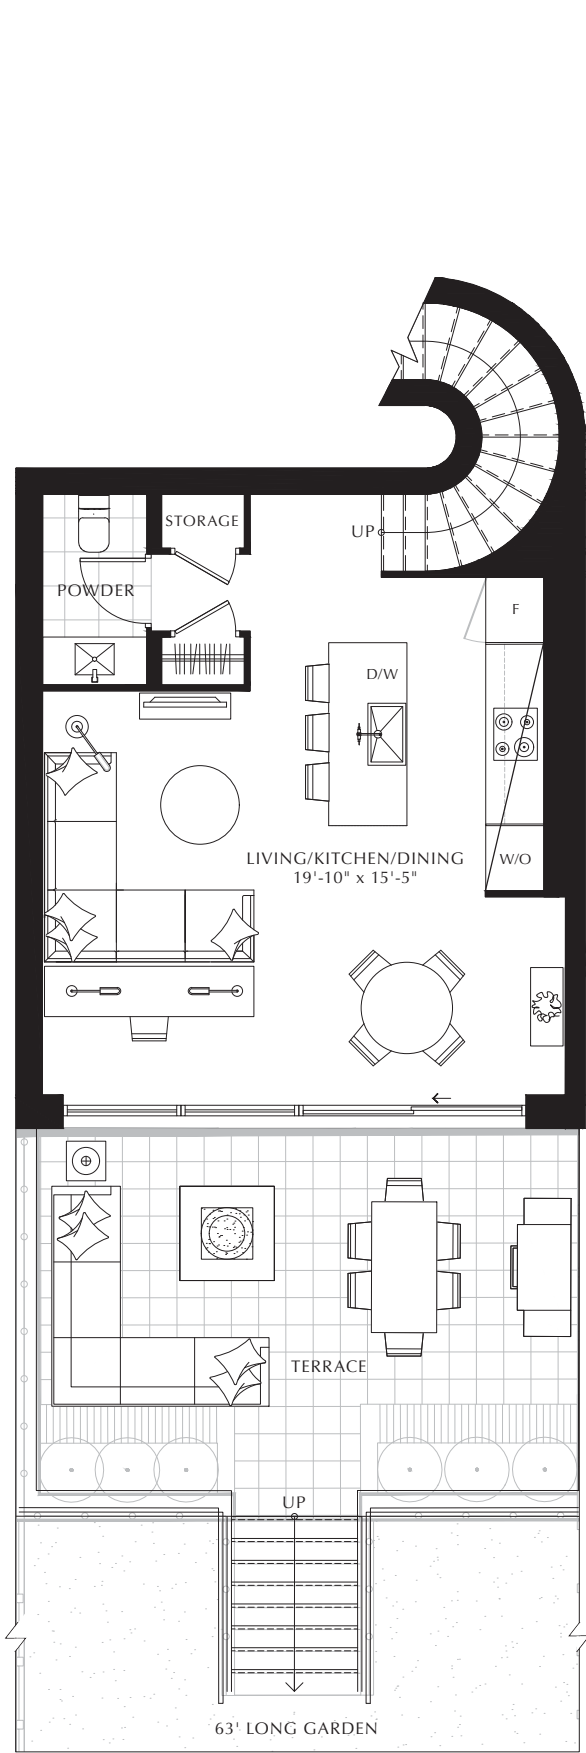 STORAGE
UP
POWDER
F
D/W
LIVING/KITCHEN/DINING
19'-10" x 15'-5"
W/O
TERRACE
UP
63' LONG GARDEN